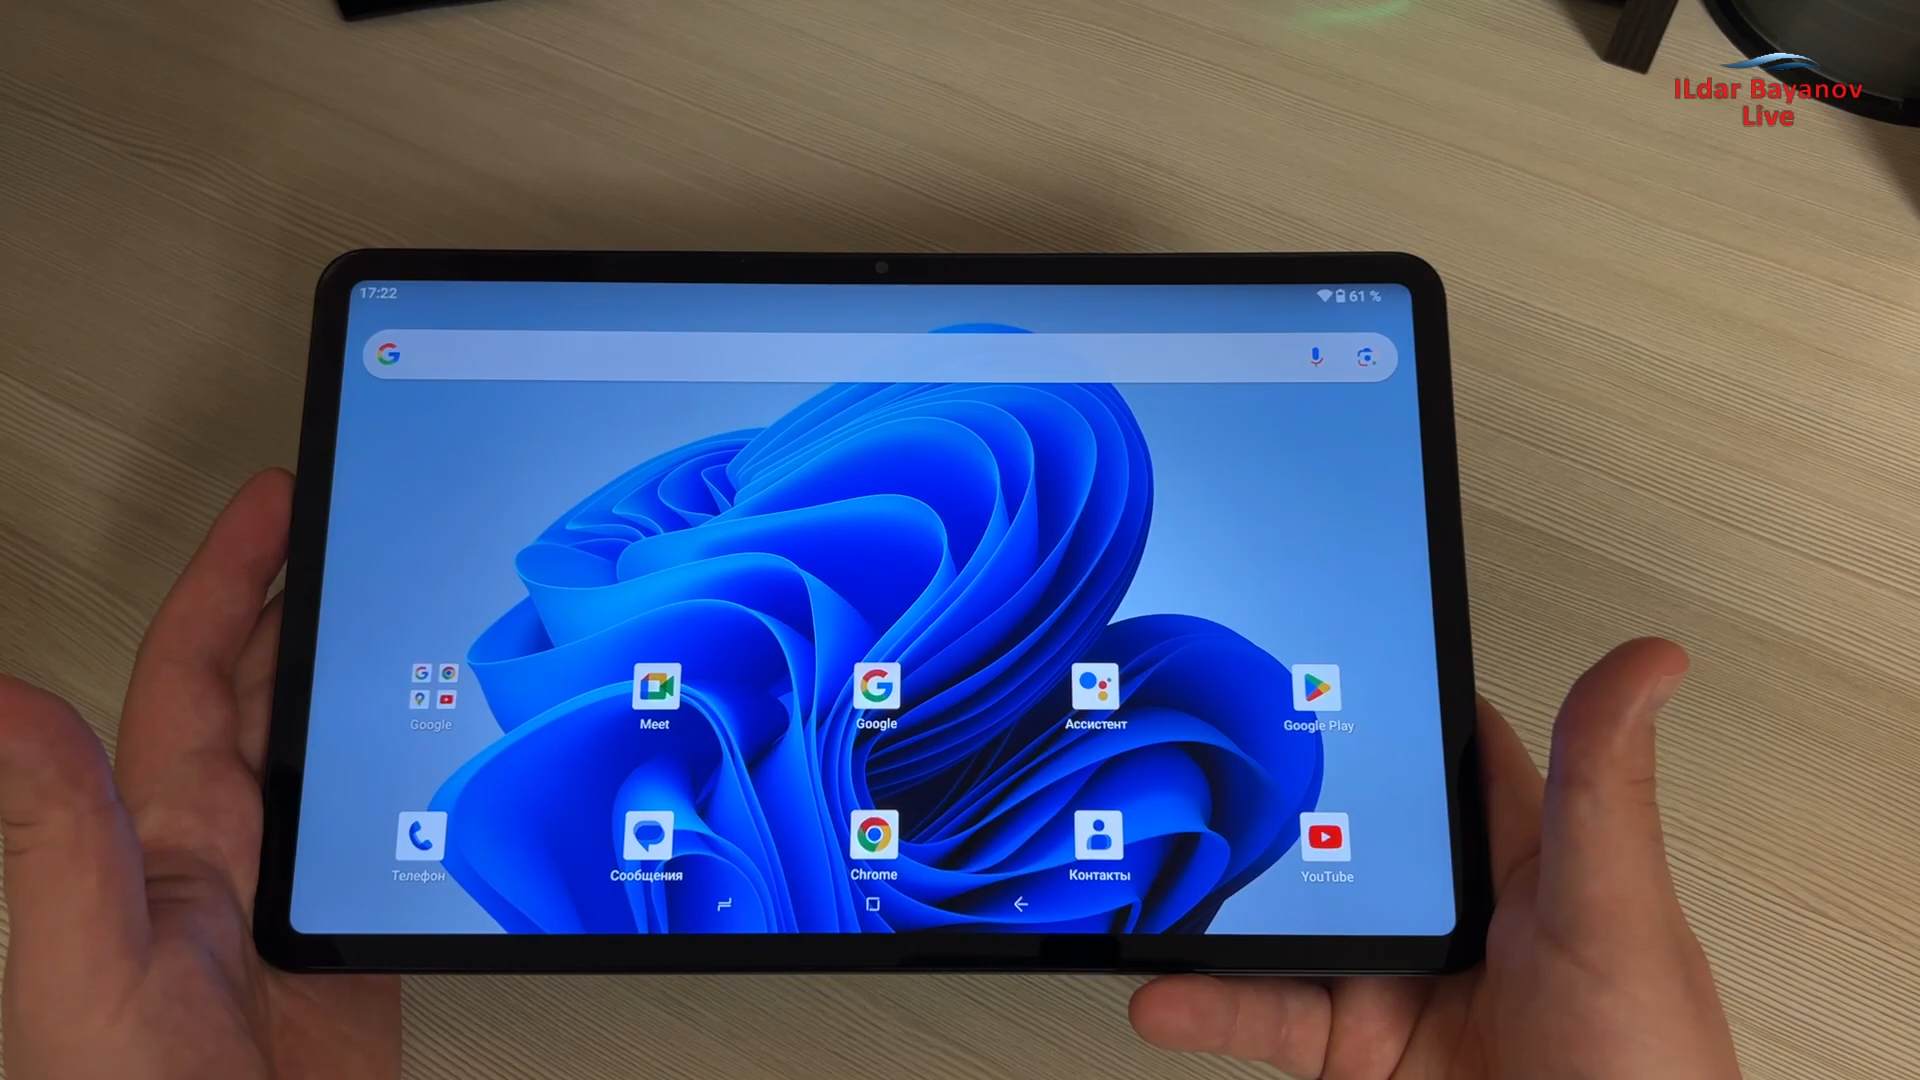 ILdar Bayanov
Live
17:22
61 %
Google
Meet
Google
Ассистент
Google Play
Телефон
Сообщения
Chrome
Контакты
YouTube